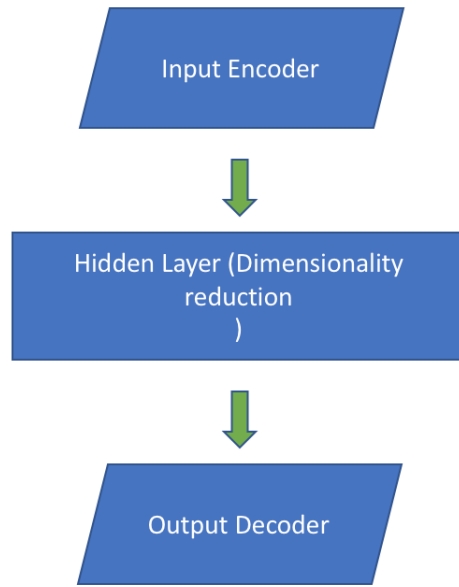 Input Encoder
Hidden Layer (Dimensionality
reduction
)
Output Decoder